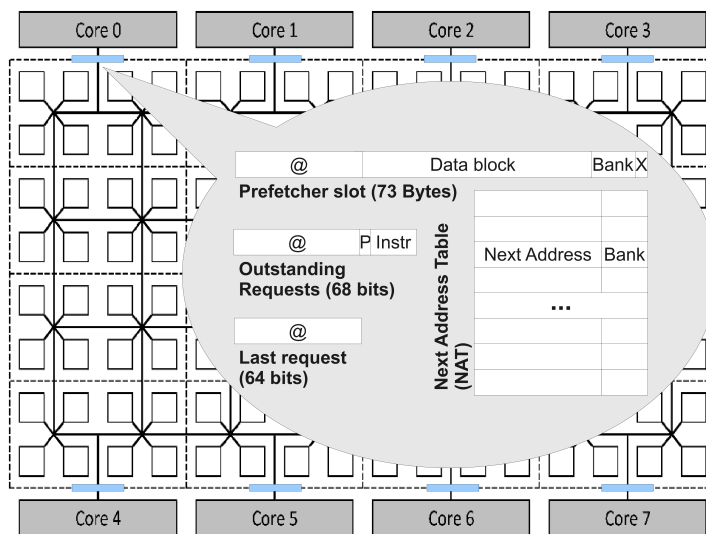 Core 0
Core 1
Core 2
Core 3
@
Data block
Bank
X
Prefetcher slot (73 Bytes)
@
P
Instr
Outstanding
Requests (68 bits)
@
Last request
(64 bits)
Next Address Table
(NAT)
Next Address
Bank
...
Core 4
Core 5
Core 6
Core 7